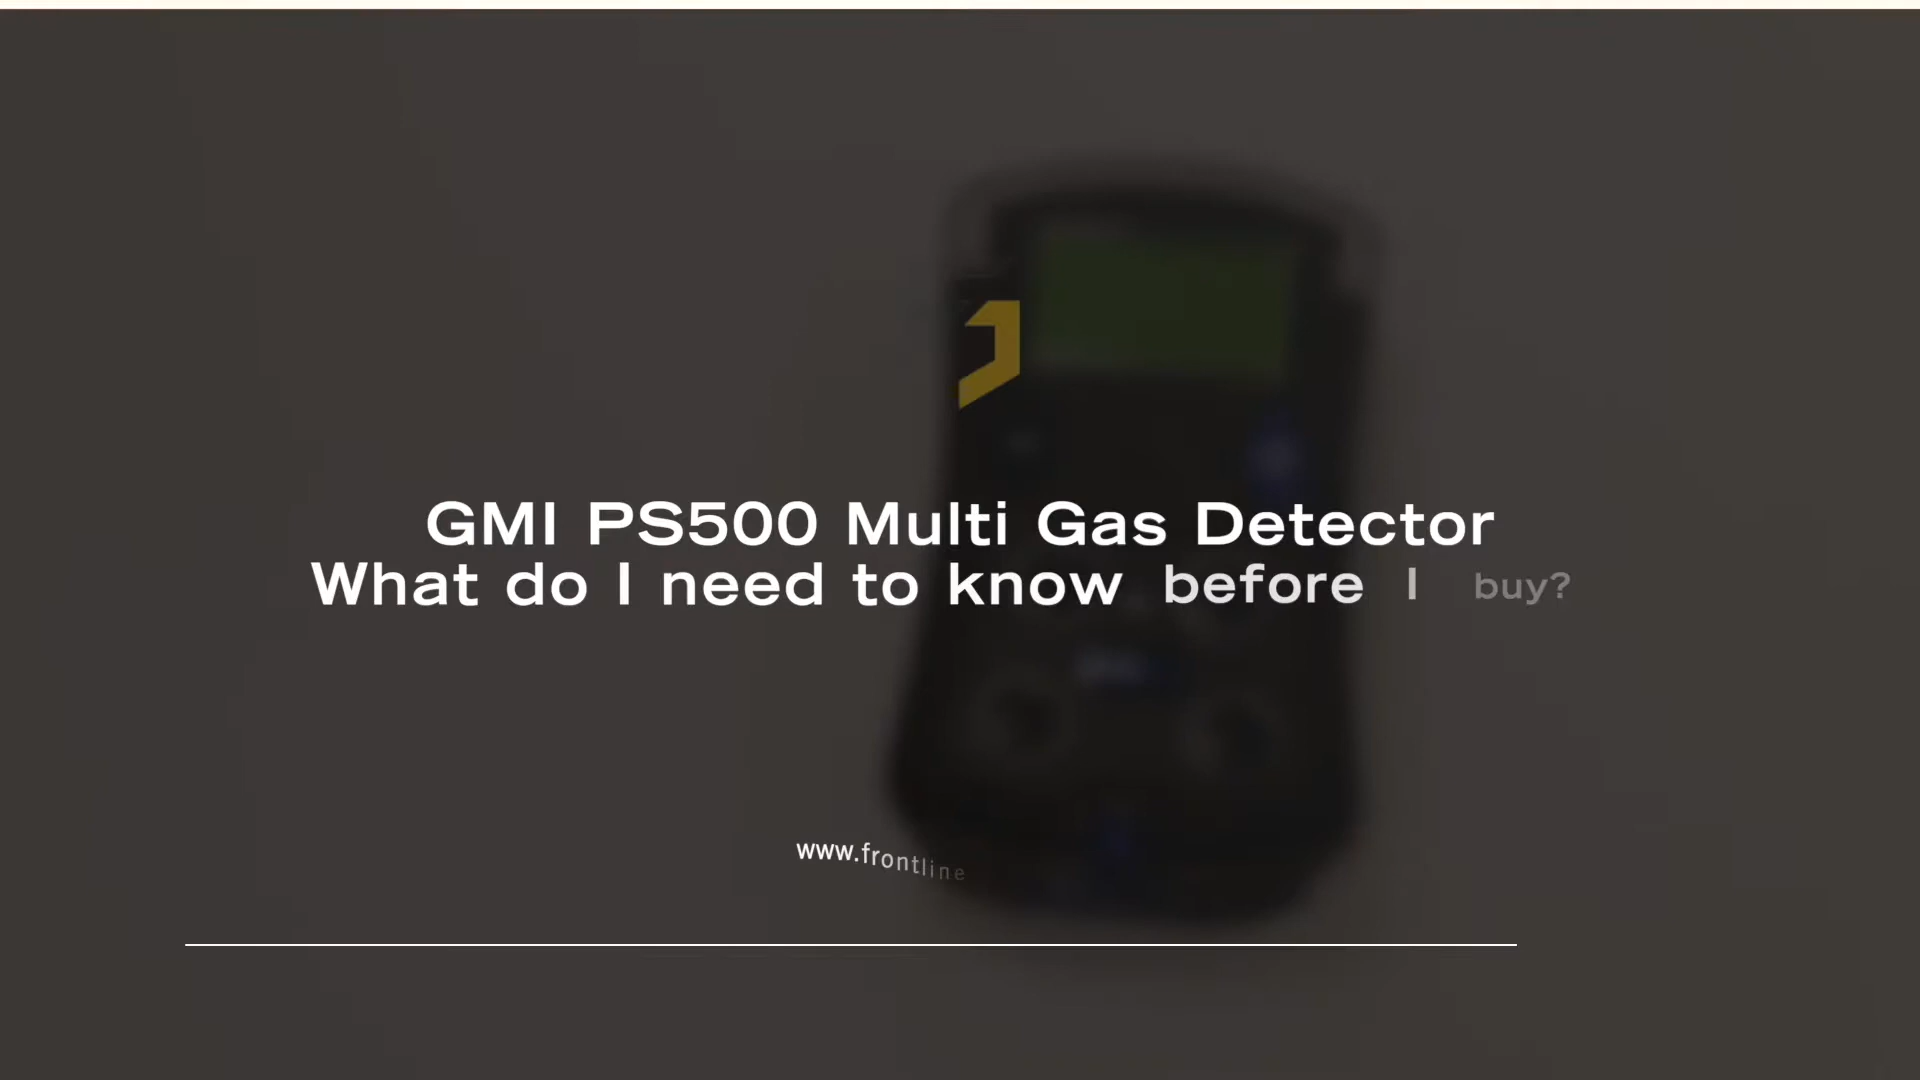 GMI PS500 Multi Gas Detector
What do I need to know before I buy?
www.frontline